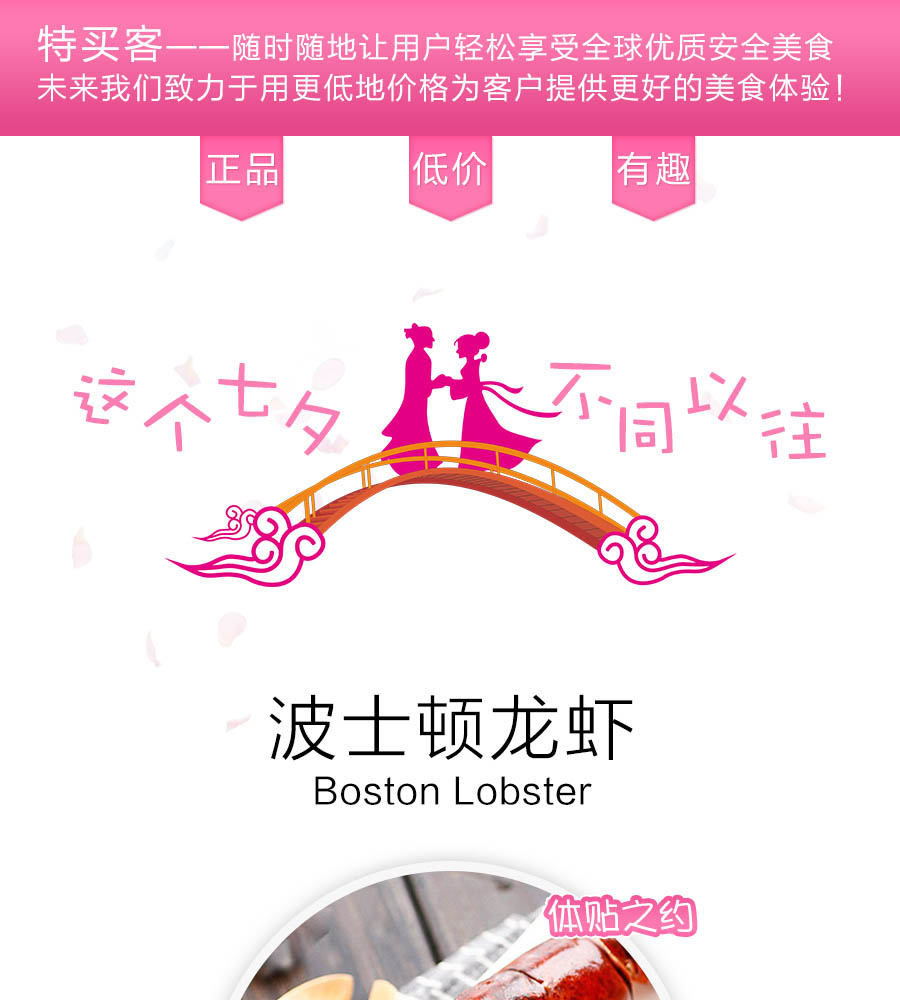 特买客——随时随地让用户轻松享受全球优质安全美食
未来我们致力于用更低地价格为客户提供更好的美食体验！
正品 低价 有趣
这个七夕 不同以往
波士顿龙虾
Boston Lobster
体贴之约